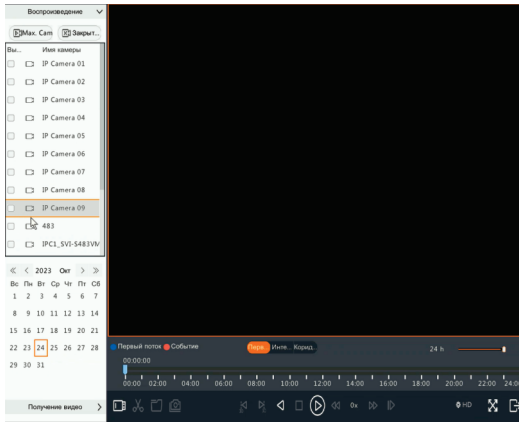 Воспроизведение
Max. Cam Закрыт...
Вы... Имя камеры
IP Camera 01
IP Camera 02
IP Camera 03
IP Camera 04
IP Camera 05
IP Camera 06
IP Camera 07
IP Camera 08
IP Camera 09
483
IPC1_SVI-S483VM
2023 Окт
Вс Пн Вт Ср Чт Пт Сб
1 2 3 4 5 6 7
8 9 10 11 12 13 14
15 16 17 18 19 20 21
22 23 24 25 26 27 28
29 30 31
Получение видео
Первый поток Событие Перв... Инте... Корид... 24 h
00:00:00
00:00 02:00 04:00 06:00 08:00 10:00 12:00 14:00 16:00 18:00 20:00 22:00 24:00
0x HD